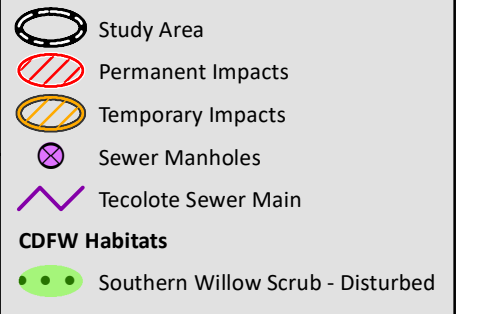 Study Area
Permanent Impacts
Temporary Impacts
Sewer Manholes
Tecolote Sewer Main
CDFW Habitats
Southern Willow Scrub - Disturbed